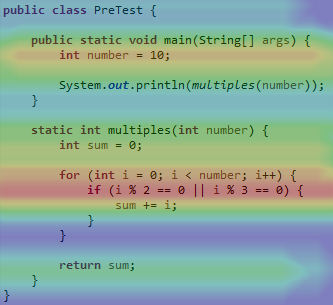 public class PreTest {
public static void main(String[] args) {
int number = 10;
System.out.println(multiples(number));
}
static int multiples(int number) {
int sum = 0;
for (int i = 0; i < number; i++) {
if (i % 2 == 0 || i % 3 == 0) {
sum += i;
}
}
return sum;
}
}